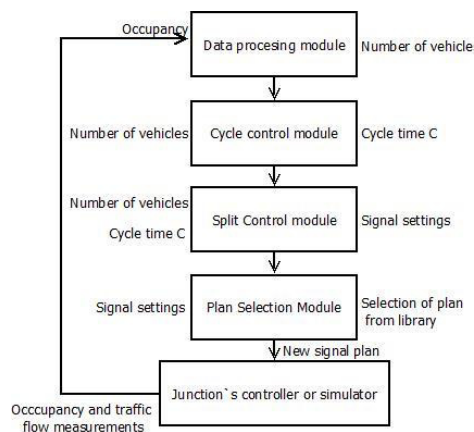 Occupancy
Data procesing module
Number of vehicle
Number of vehicles
Cycle control module
Cycle time C
Number of vehicles
Cycle time C
Split Control module
Signal settings
Signal settings
Plan Selection Module
Selection of plan
from library
New signal plan
Junction`s controller or simulator
Occcupancy and traffic
flow measurements